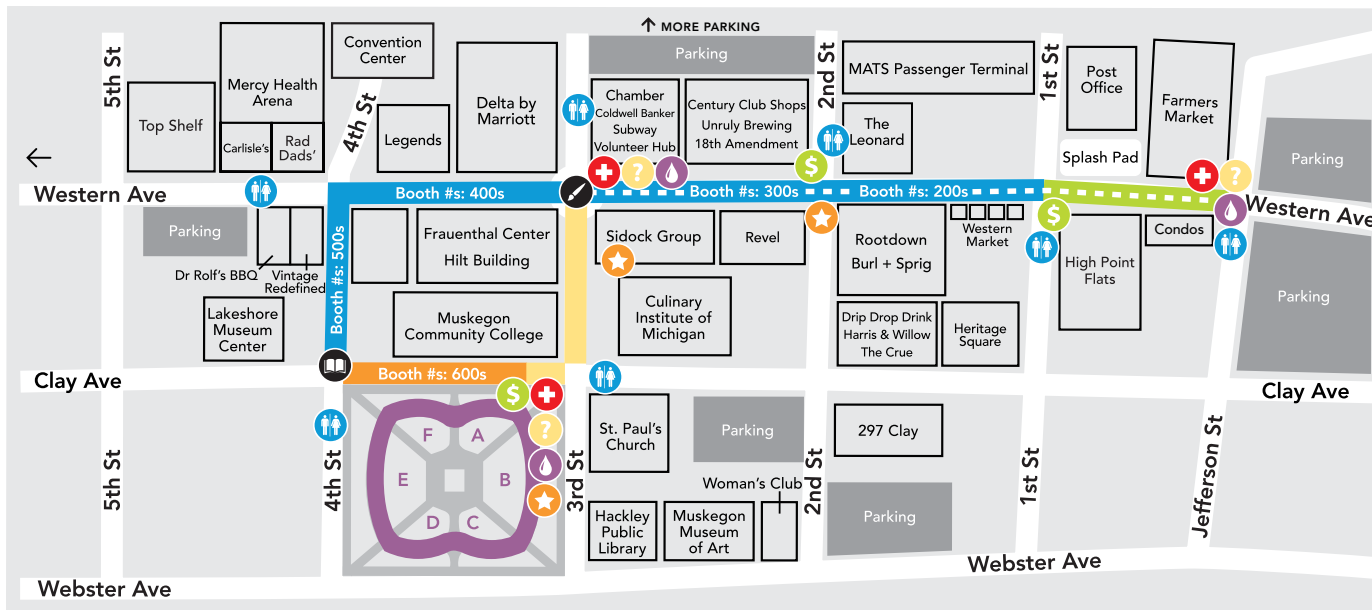 ↑ MORE PARKING
Parking
5th St
Mercy Health
Arena
Top Shelf
Carlisle's
Rad
Dads'
Convention
Center
4th St
Legends
Delta by
Marriott
Chamber
Coldwell Banker
Subway
Volunteer Hub
Century Club Shops
Unruly Brewing
18th Amendment
2nd St
MATS Passenger Terminal
The
Leonard
1st St
Post
Office
Splash Pad
Farmers
Market
Parking
←
Western Ave
Booth #s: 400s
?
$
Booth #s: 300s
Booth #s: 200s
?
Western Ave
Parking
Dr Rolf's BBQ
Vintage
Redefined
Lakeshore
Museum
Center
Booth #s: 500s
Frauenthal Center
Hilt Building
Muskegon
Community College
Sidock Group
Revel
Culinary
Institute of
Michigan
Rootdown
Burl + Sprig
Western
Market
Drip Drop Drink
Harris & Willow
The Crue
Heritage
Square
$
High Point
Flats
Condos
Parking
Clay Ave
Booth #s: 600s
Clay Ave
$
?
F
A
E
B
D
C
5th St
4th St
3rd St
St. Paul's
Church
Parking
Woman's Club
Hackley
Public
Library
Muskegon
Museum
of Art
2nd St
297 Clay
Parking
1st St
Jefferson St
Webster Ave
Webster Ave